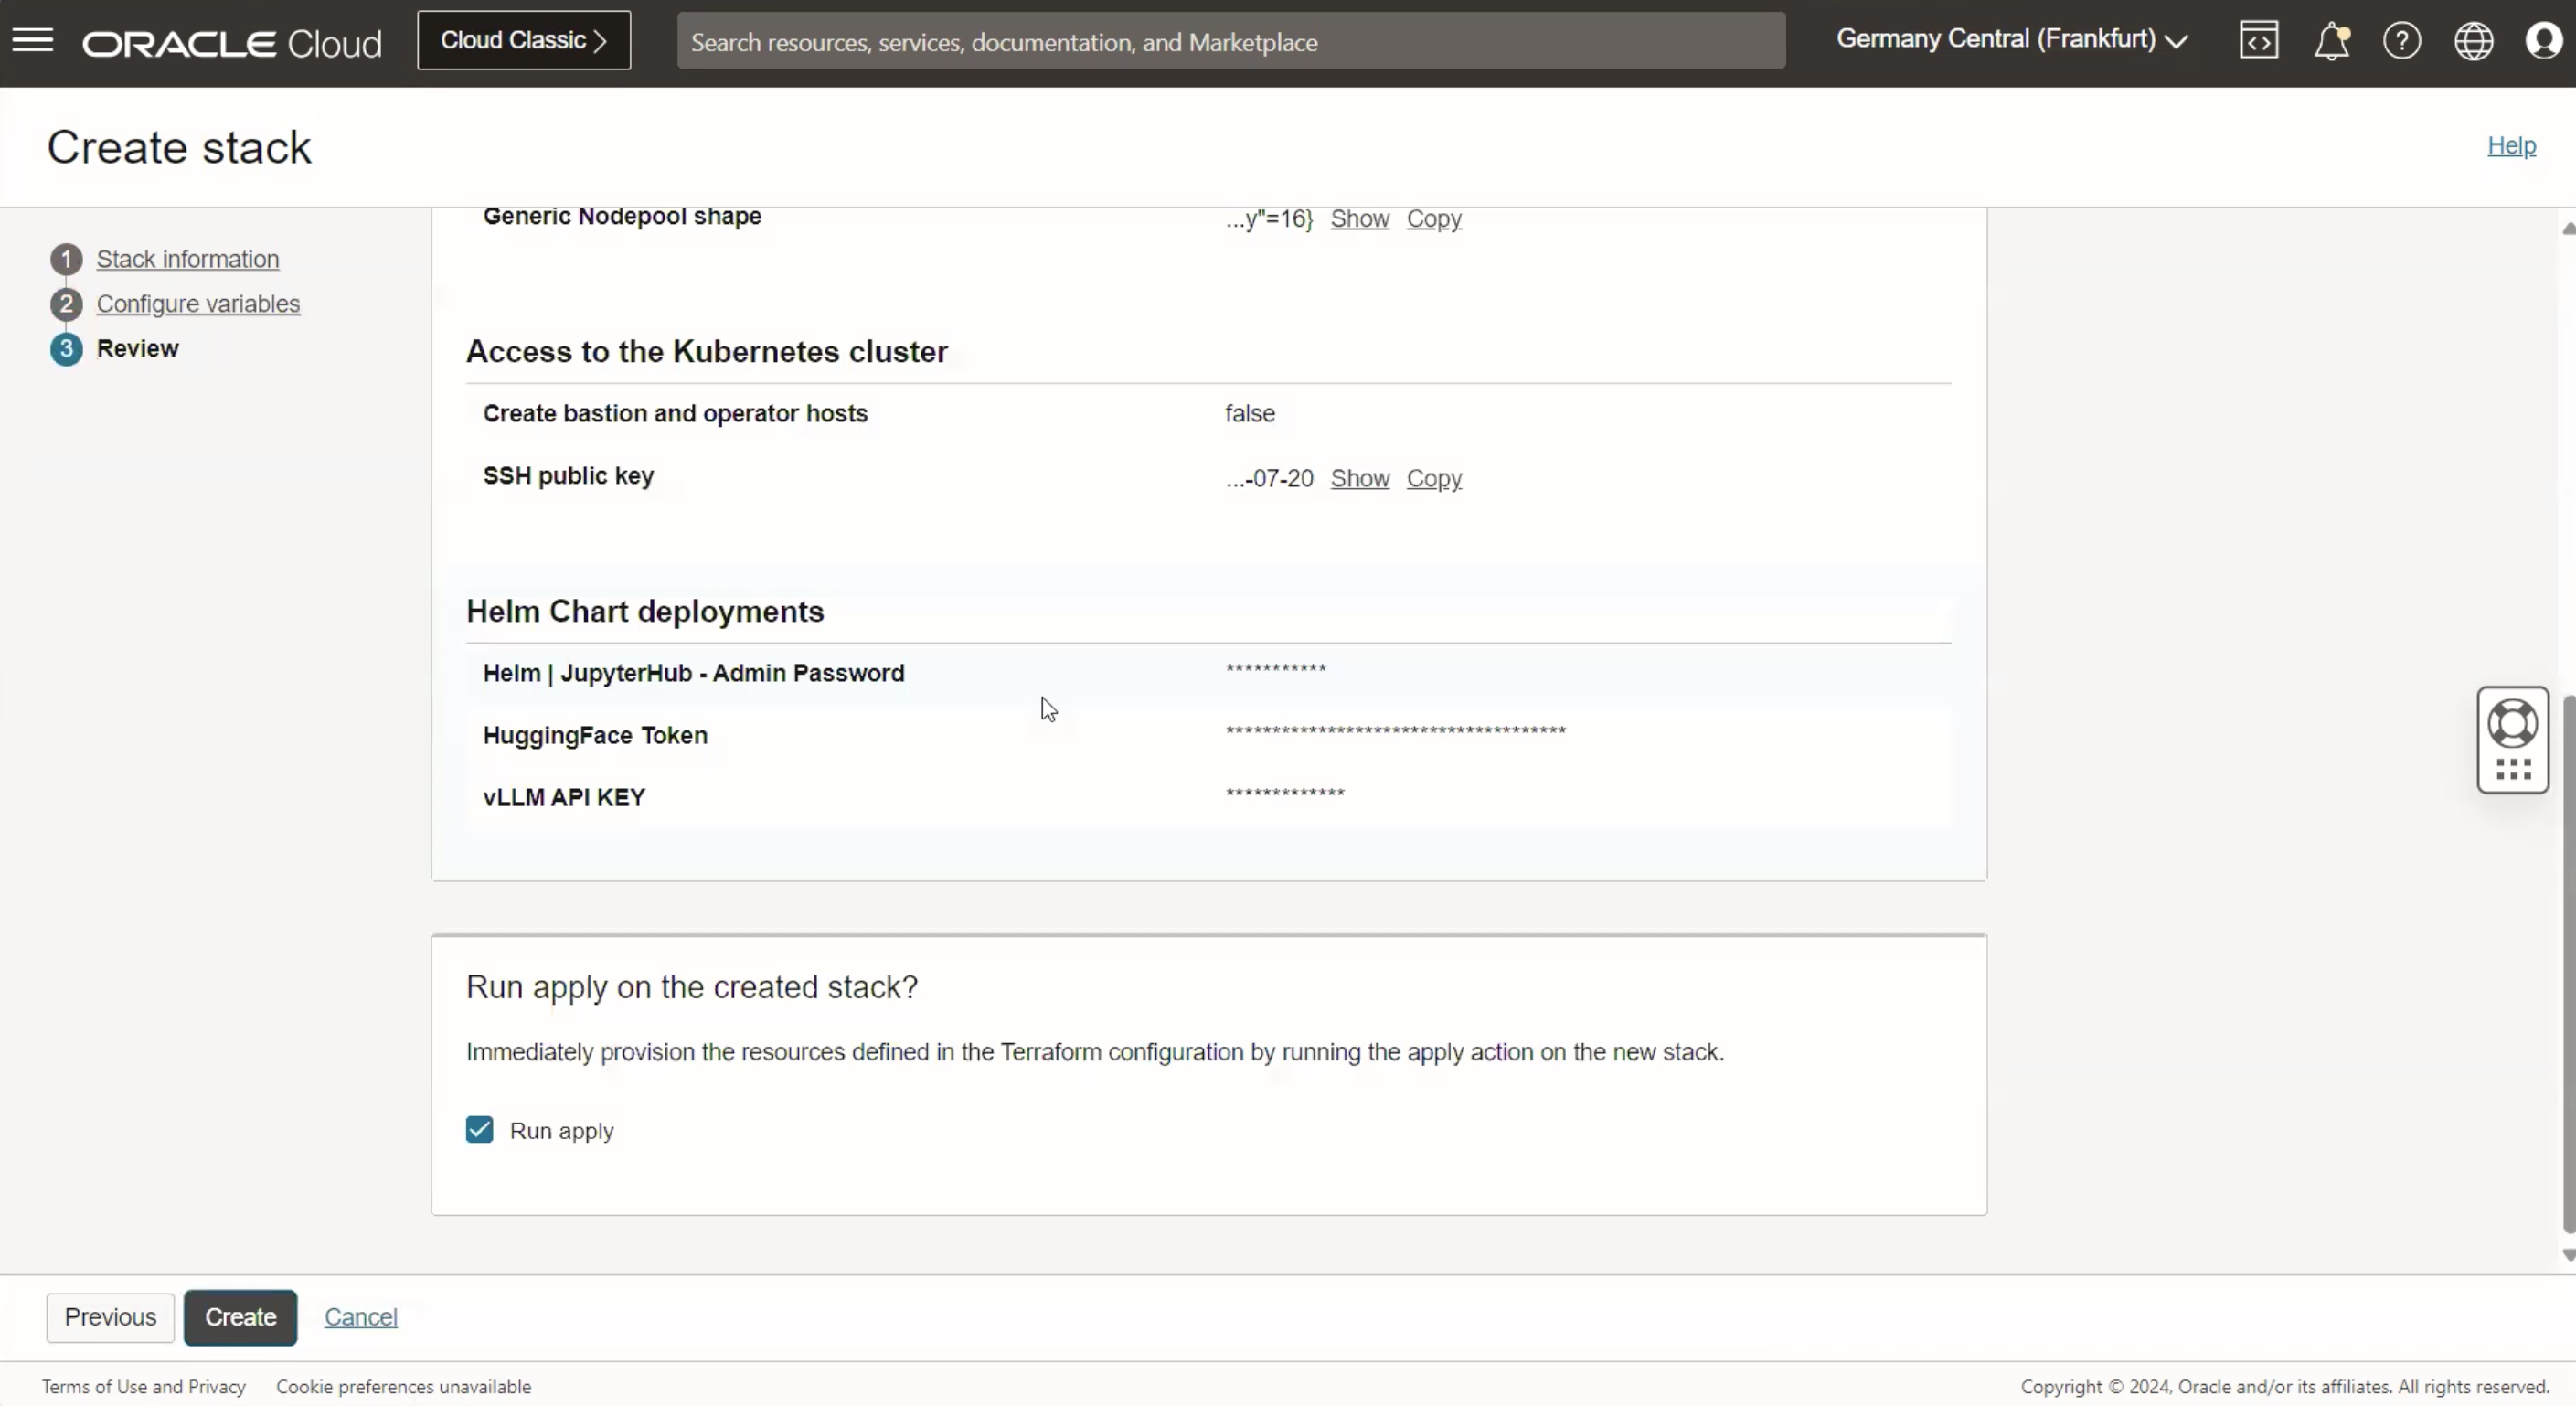 ORACLE Cloud
Cloud Classic
Search resources, services, documentation, and Marketplace
Germany Central (Frankfurt)
Create stack
Help
1 Stack information
2 Configure variables
3 Review
Generic Nodepool shape ...y"=16} Show Copy
Access to the Kubernetes cluster
Create bastion and operator hosts false
SSH public key ...-07-20 Show Copy
Helm Chart deployments
Helm | JupyterHub - Admin Password ***********
HuggingFace Token *************************************
vLLM API KEY *************
Run apply on the created stack?
Immediately provision the resources defined in the Terraform configuration by running the apply action on the new stack.
Run apply
Previous Create Cancel
Terms of Use and Privacy Cookie preferences unavailable Copyright © 2024, Oracle and/or its affiliates. All rights reserved.